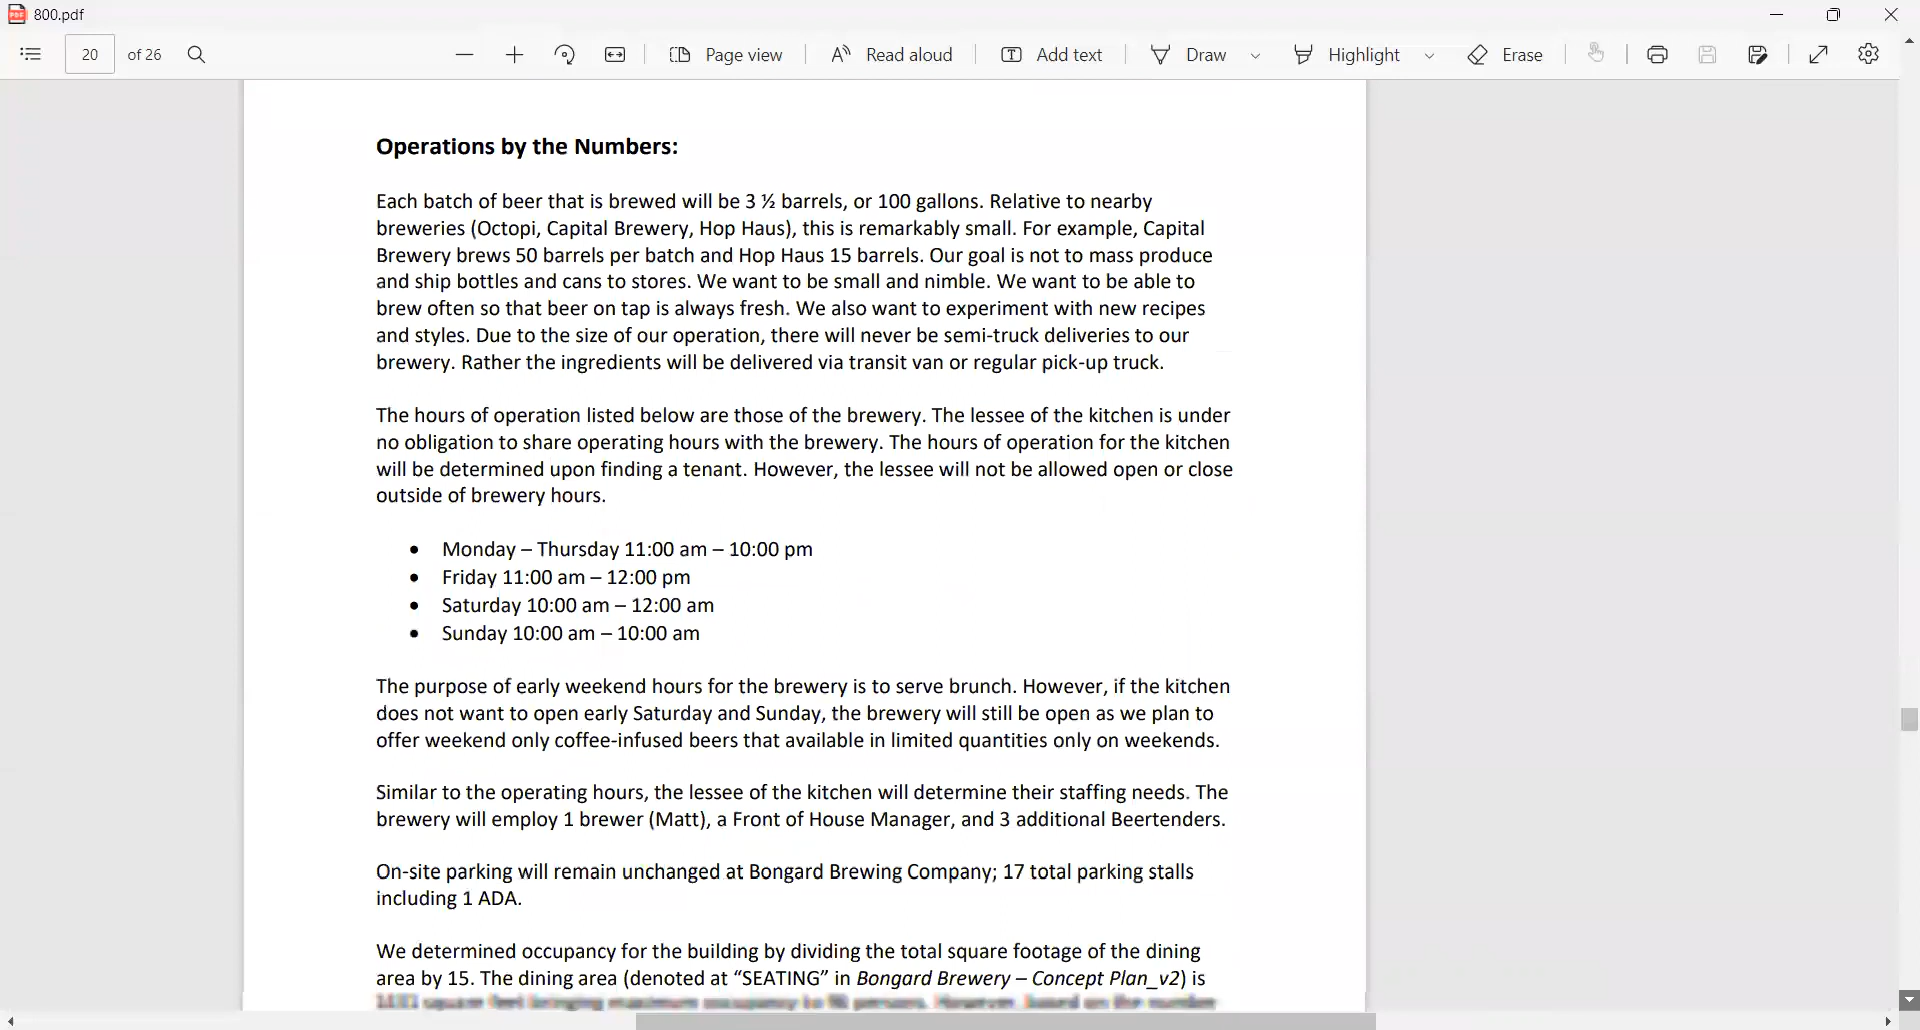 800.pdf
20 of 26 Page view Read aloud Add text Draw Highlight Erase
Operations by the Numbers:
Each batch of beer that is brewed will be 3 ½ barrels, or 100 gallons. Relative to nearby
breweries (Octopi, Capital Brewery, Hop Haus), this is remarkably small. For example, Capital
Brewery brews 50 barrels per batch and Hop Haus 15 barrels. Our goal is not to mass produce
and ship bottles and cans to stores. We want to be small and nimble. We want to be able to
brew often so that beer on tap is always fresh. We also want to experiment with new recipes
and styles. Due to the size of our operation, there will never be semi-truck deliveries to our
brewery. Rather the ingredients will be delivered via transit van or regular pick-up truck.
The hours of operation listed below are those of the brewery. The lessee of the kitchen is under
no obligation to share operating hours with the brewery. The hours of operation for the kitchen
will be determined upon finding a tenant. However, the lessee will not be allowed open or close
outside of brewery hours.
• Monday – Thursday 11:00 am – 10:00 pm
• Friday 11:00 am – 12:00 pm
• Saturday 10:00 am – 12:00 am
• Sunday 10:00 am – 10:00 am
The purpose of early weekend hours for the brewery is to serve brunch. However, if the kitchen
does not want to open early Saturday and Sunday, the brewery will still be open as we plan to
offer weekend only coffee-infused beers that available in limited quantities only on weekends.
Similar to the operating hours, the lessee of the kitchen will determine their staffing needs. The
brewery will employ 1 brewer (Matt), a Front of House Manager, and 3 additional Beertenders.
On-site parking will remain unchanged at Bongard Brewing Company; 17 total parking stalls
including 1 ADA.
We determined occupancy for the building by dividing the total square footage of the dining
area by 15. The dining area (denoted at “SEATING” in Bongard Brewery – Concept Plan_v2) is
square feet bringing maximum occupancy to persons. However, based on the number